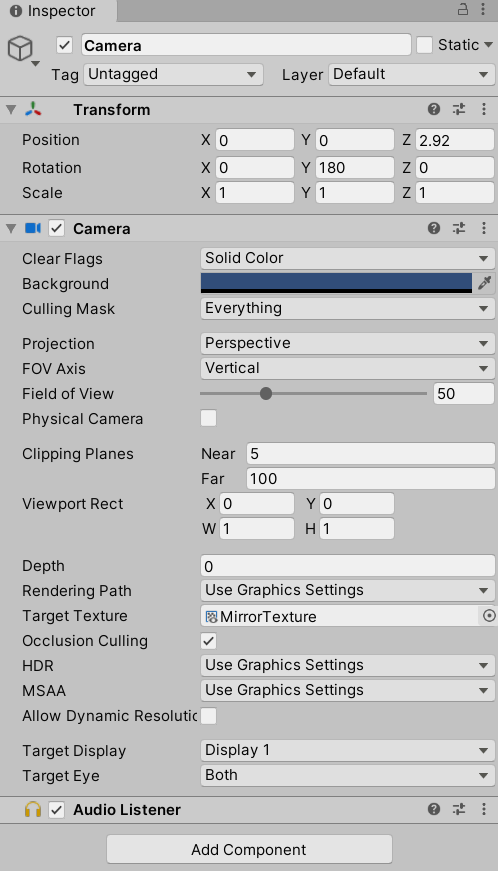 Inspector
Camera Static
Tag Untagged Layer Default
Transform
Position X 0 Y 0 Z 2.92
Rotation X 0 Y 180 Z 0
Scale X 1 Y 1 Z 1
Camera
Clear Flags Solid Color
Background
Culling Mask Everything
Projection Perspective
FOV Axis Vertical
Field of View 50
Physical Camera
Clipping Planes Near 5
Far 100
Viewport Rect X 0 Y 0
W 1 H 1
Depth 0
Rendering Path Use Graphics Settings
Target Texture MirrorTexture
Occlusion Culling
HDR Use Graphics Settings
MSAA Use Graphics Settings
Allow Dynamic Resolutic
Target Display Display 1
Target Eye Both
Audio Listener
Add Component